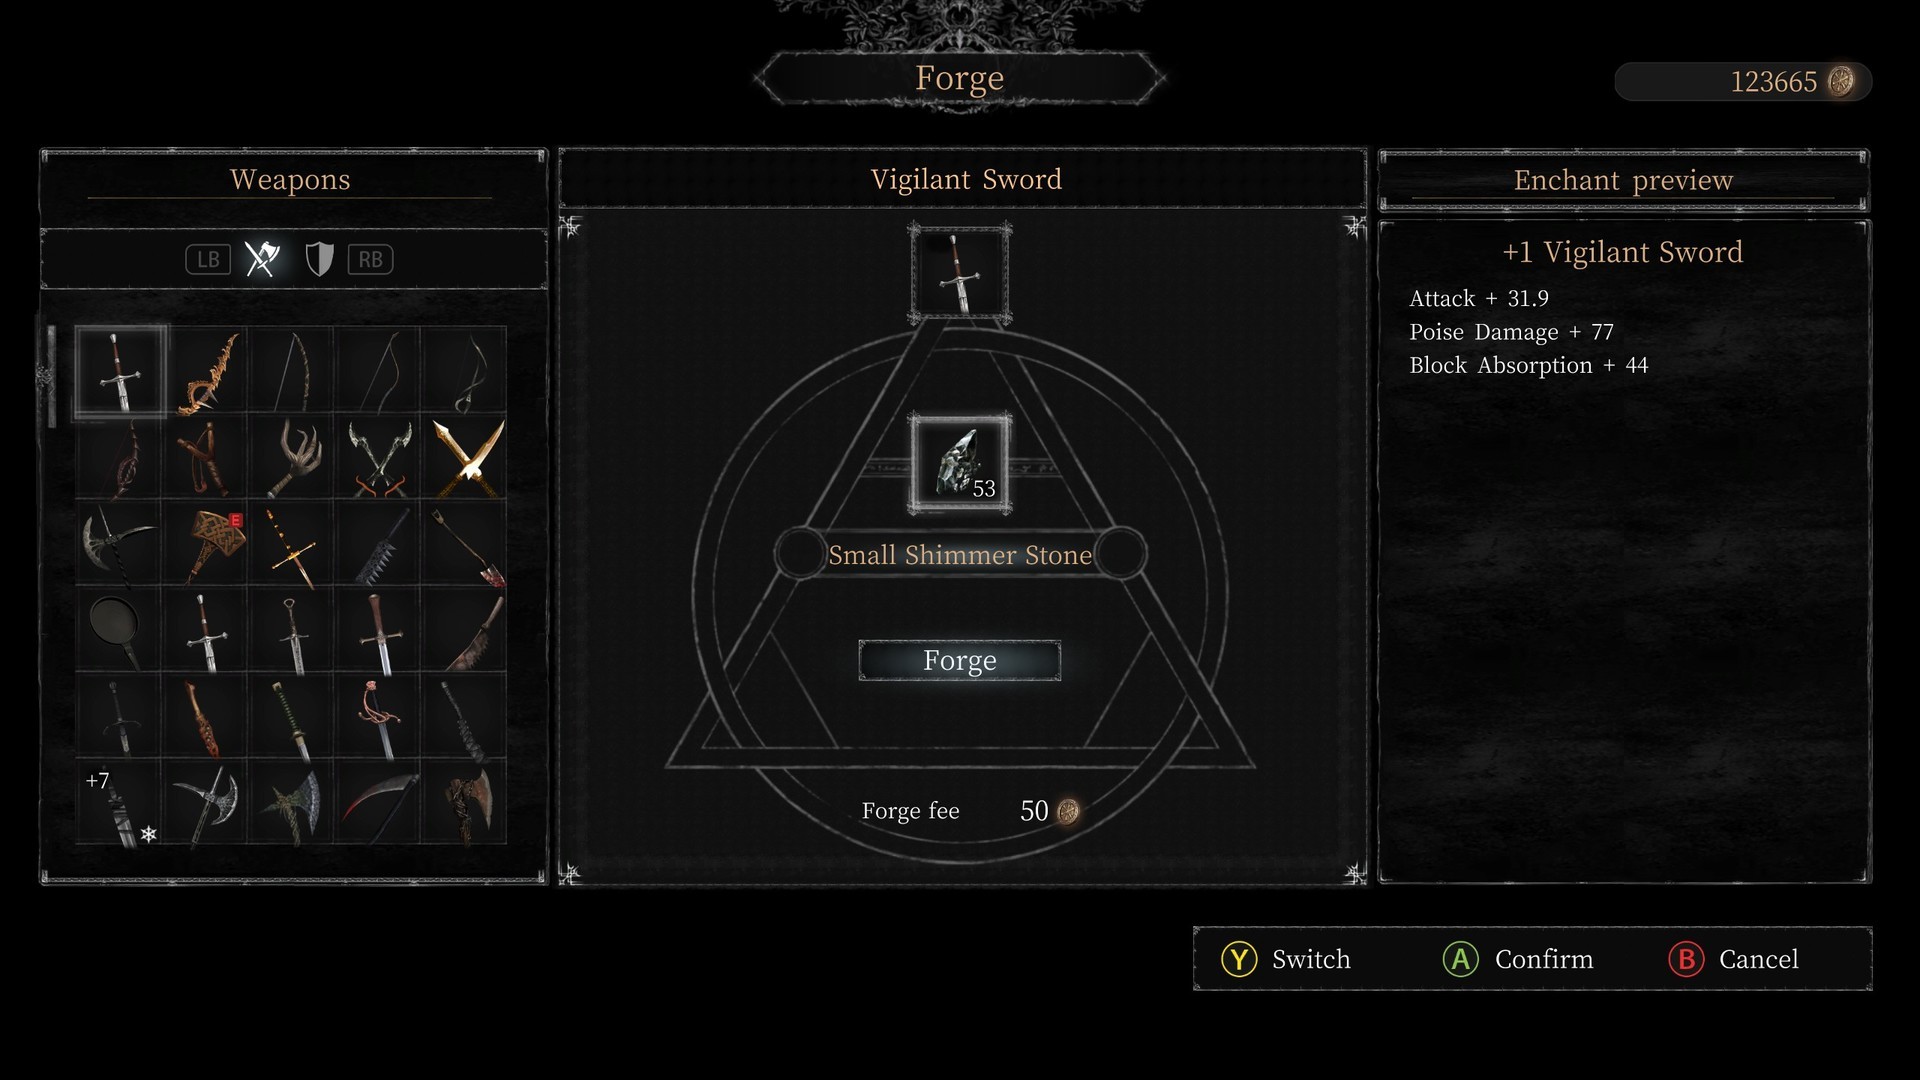 Forge
123665
Weapons
LB RB
E
+7
Vigilant Sword
53
Small Shimmer Stone
Forge
Forge fee 50
Enchant preview
+1 Vigilant Sword
Attack + 31.9
Poise Damage + 77
Block Absorption + 44
Y Switch A Confirm B Cancel